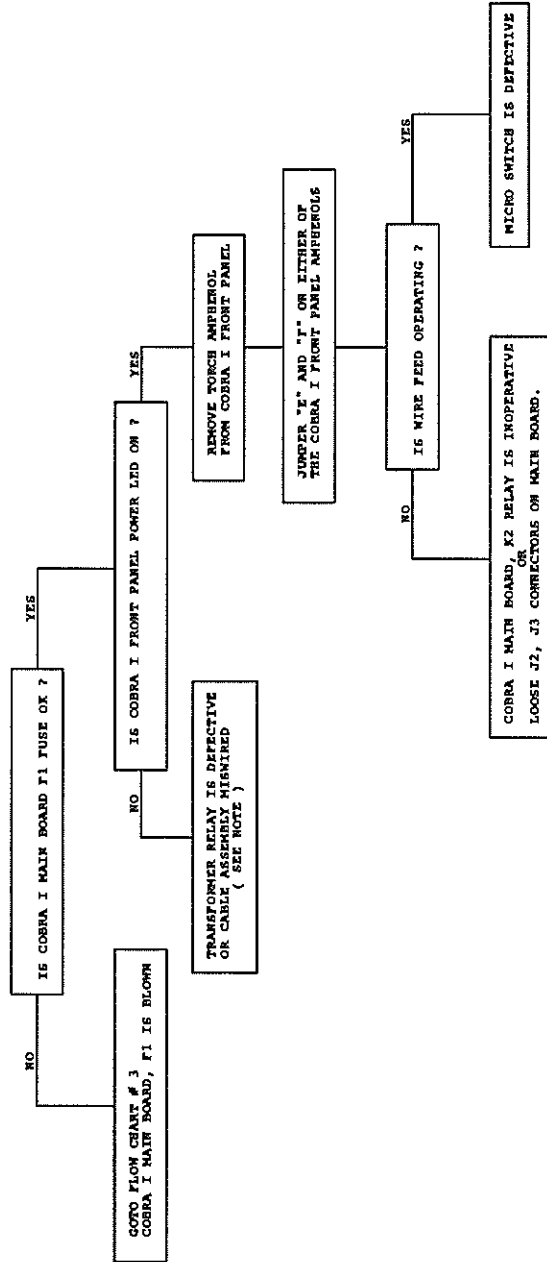 IS COBRA I MAIN BOARD F1 FUSE OK ?
NO
YES
GOTO FLOW CHART # 3
COBRA I MAIN BOARD, F1 IS BLOWN
IS COBRA I FRONT PANEL POWER LED ON ?
NO
YES
TRANSFORMER RELAY IS DEFECTIVE
OR CABLE ASSEMBLY MISWIRED
( SEE NOTE )
REMOVE TORCH AMPHENOL
FROM COBRA I FRONT PANEL
JUMPER "E" AND "F" ON EITHER OF
THE COBRA I FRONT PANEL AMPHENOLS
IS WIRE FEED OPERATING ?
NO
YES
COBRA I MAIN BOARD, K2 RELAY IS INOPERATIVE
OR
LOOSE J2, J3 CONNECTORS ON MAIN BOARD.
MICRO SWITCH IS DEFECTIVE